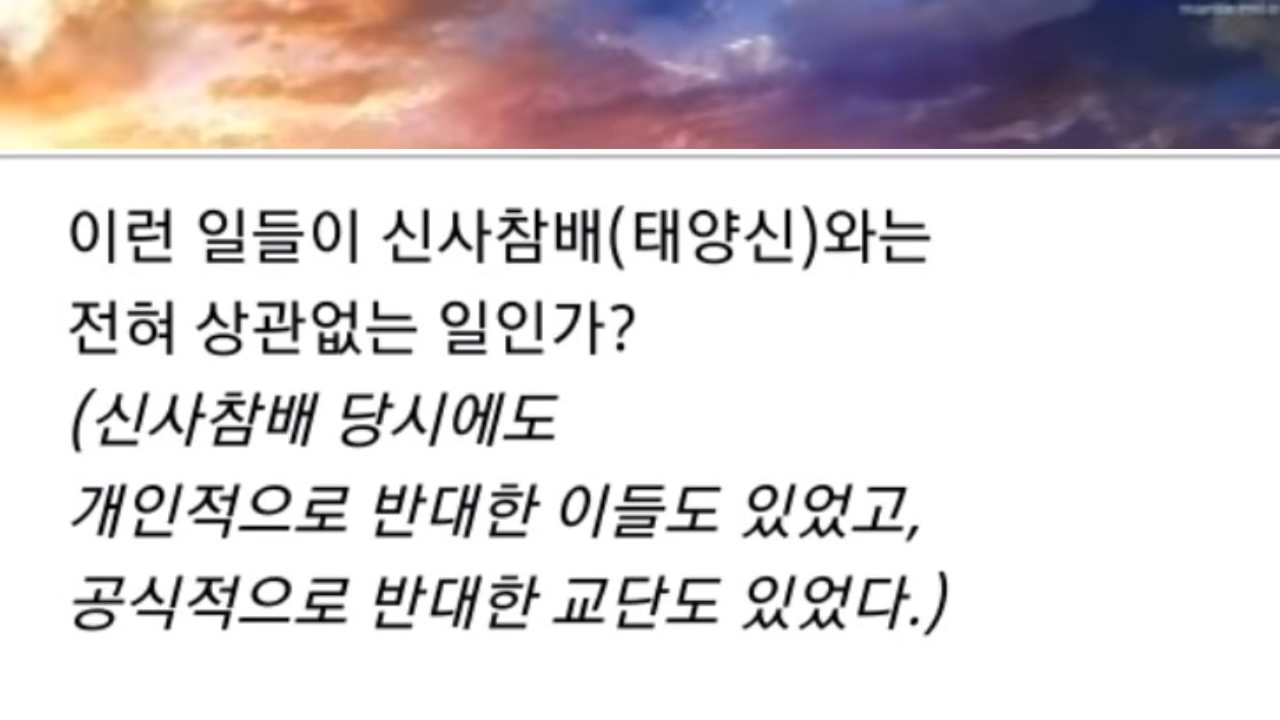 이런 일들이 신사참배(태양신)와는
전혀 상관없는 일인가?
(신사참배 당시에도
개인적으로 반대한 이들도 있었고,
공식적으로 반대한 교단도 있었다.)